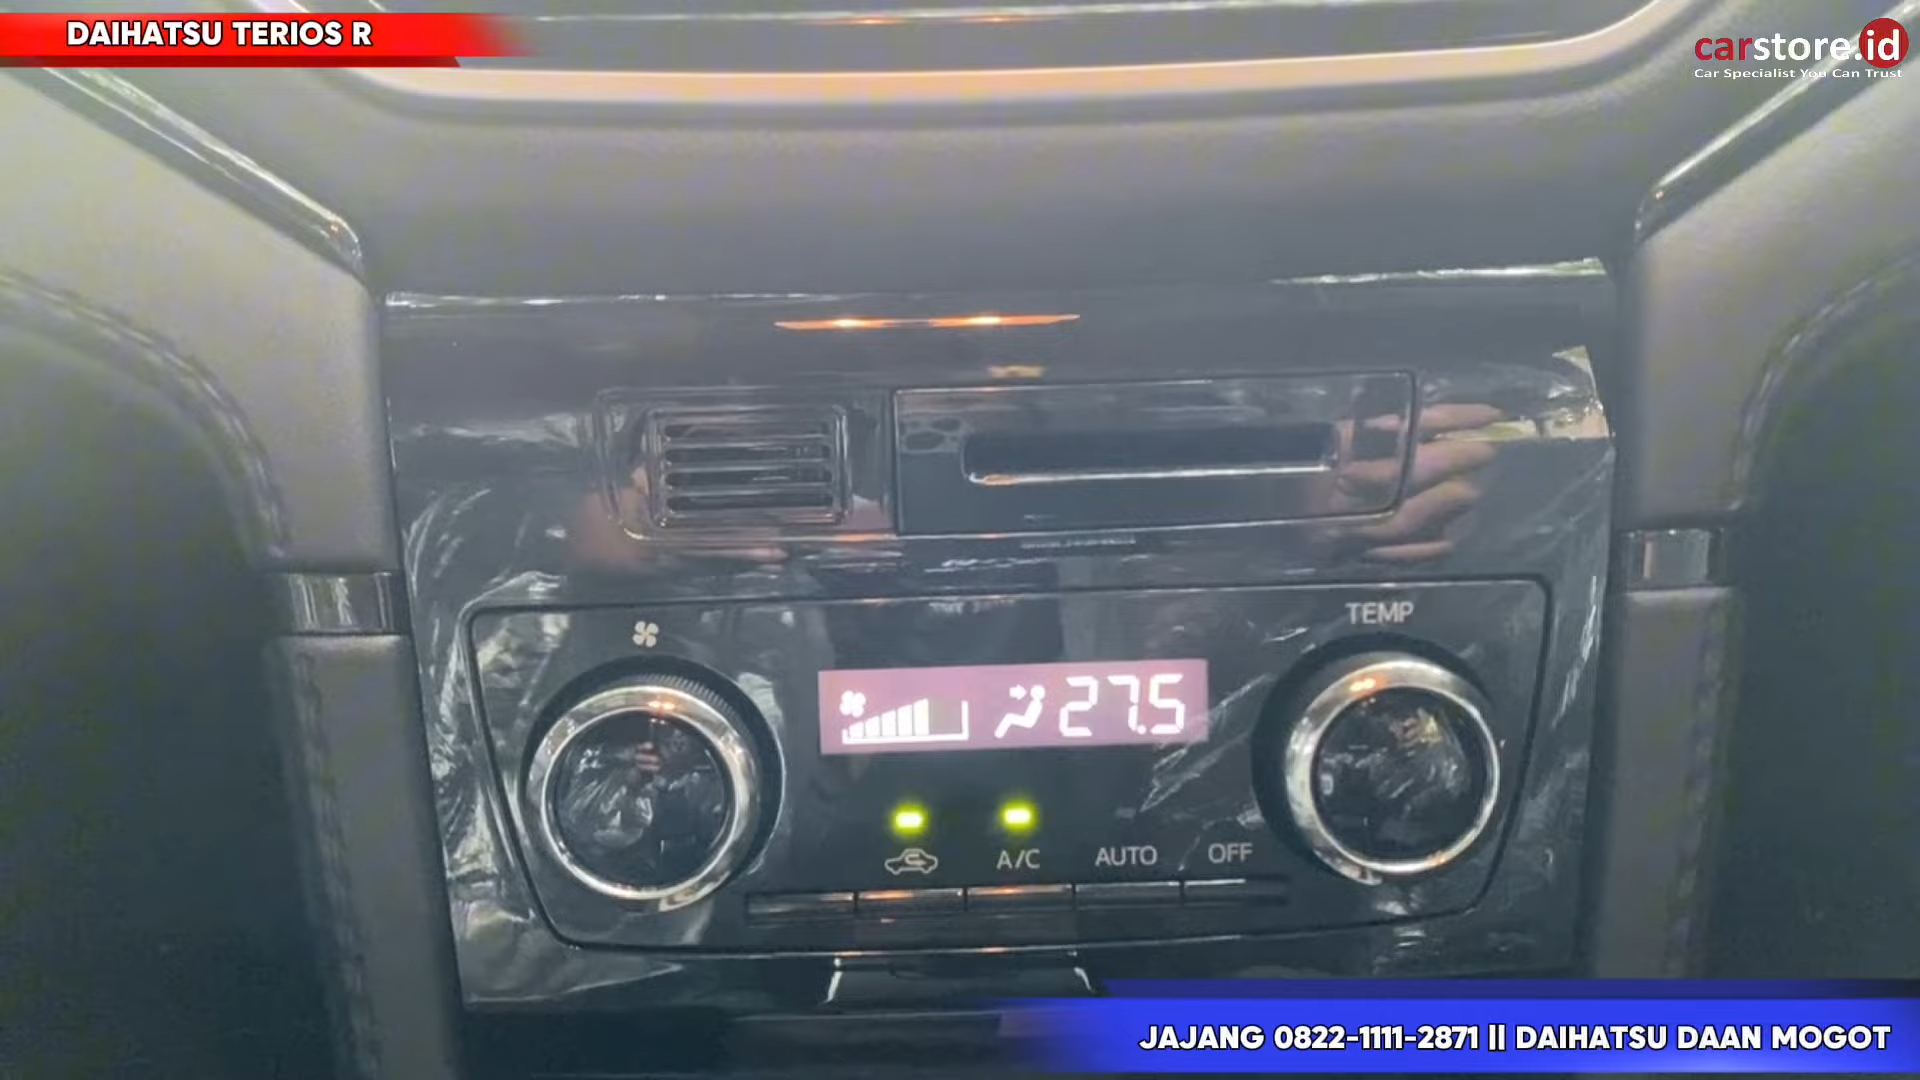 DAIHATSU TERIOS R
carstore.id
Car Specialist You Can Trust
TEMP
27.5
A/C
AUTO
OFF
JAJANG 0822-1111-2871 || DAIHATSU DAAN MOGOT